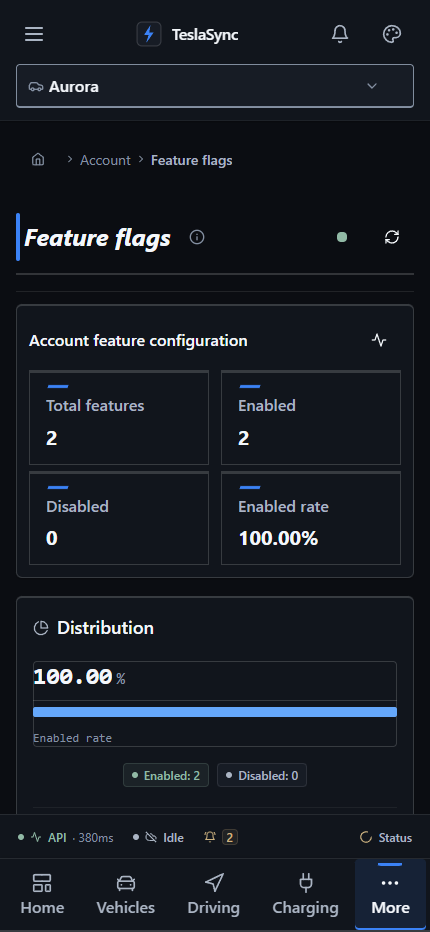 TeslaSync
Aurora
Account Feature flags
Feature flags
Account feature configuration
Total features
2
Enabled
2
Disabled
0
Enabled rate
100.00%
Distribution
100.00 %
Enabled rate
Enabled: 2 Disabled: 0
API · 380ms Idle 2 Status
Home Vehicles Driving Charging More